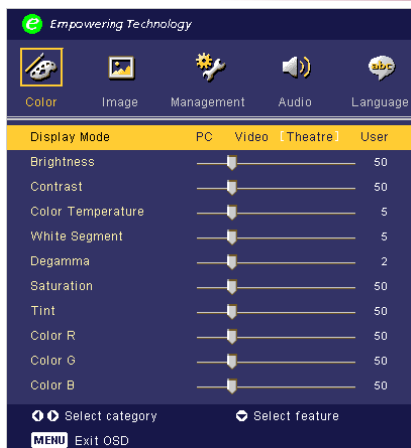 e Empowering Technology
abc
Color Image Management Audio Language
Display Mode PC Video [Theatre] User
Brightness 50
Contrast 50
Color Temperature 5
White Segment 5
Degamma 2
Saturation 50
Tint 50
Color R 50
Color G 50
Color B 50
Select category Select feature
MENU Exit OSD